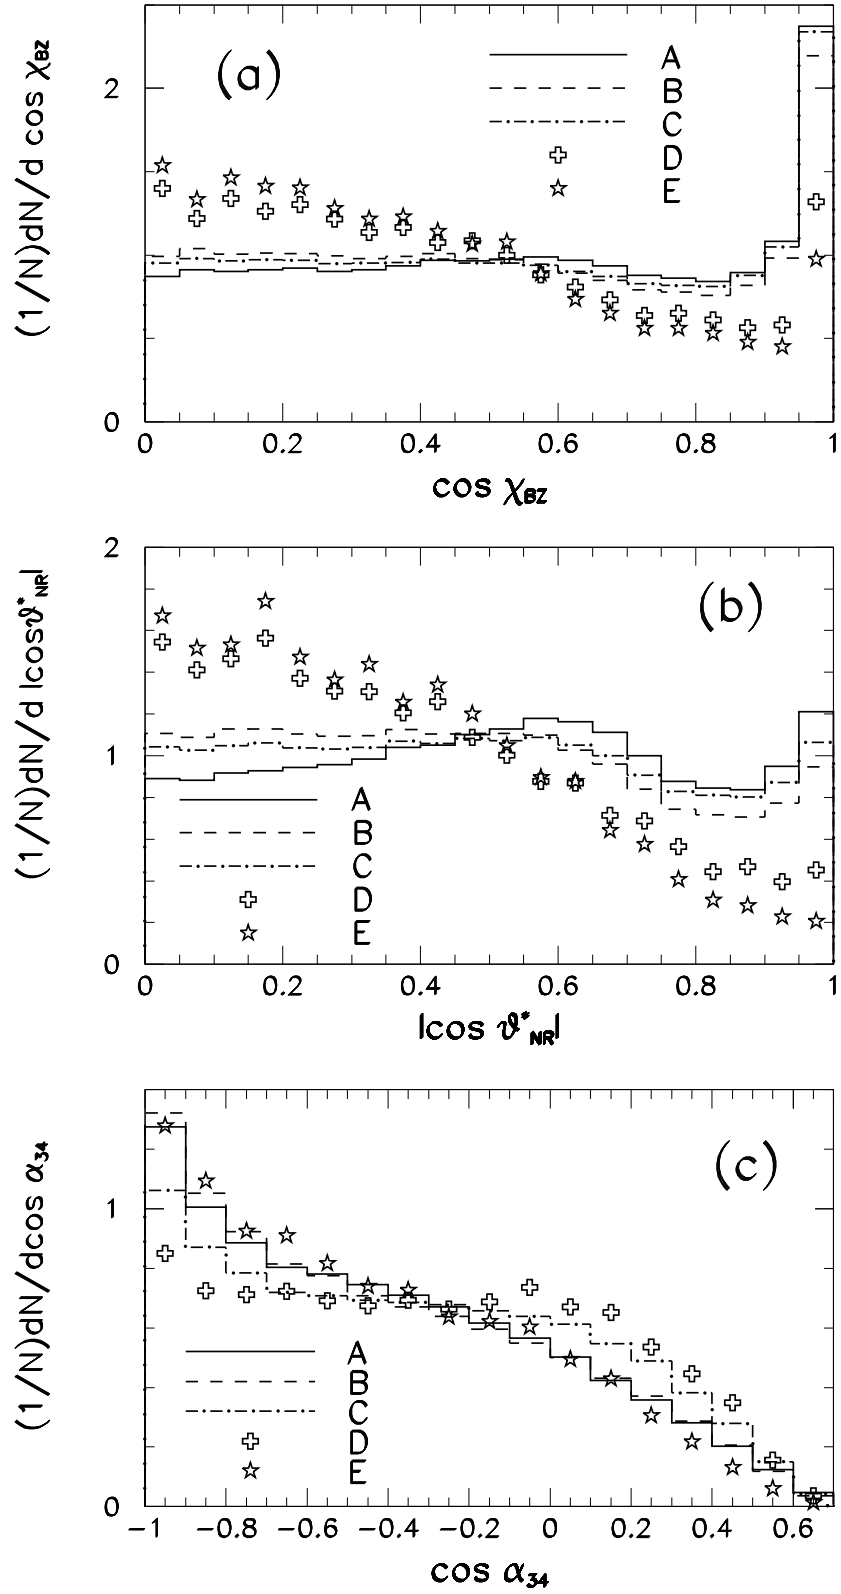 (1/N)dN/d cos χBZ
(a)
A
B
C
D
E
2
0
0 0.2 0.4 0.6 0.8 1
cos χBZ
(1/N)dN/d |cosϑ*NR|
(b)
A
B
C
D
E
2
1
0
0 0.2 0.4 0.6 0.8 1
|cos ϑ*NR|
(1/N)dN/dcos α34
(c)
A
B
C
D
E
1
0
−1 −0.8 −0.6 −0.4 −0.2 0 0.2 0.4 0.6
cos α34